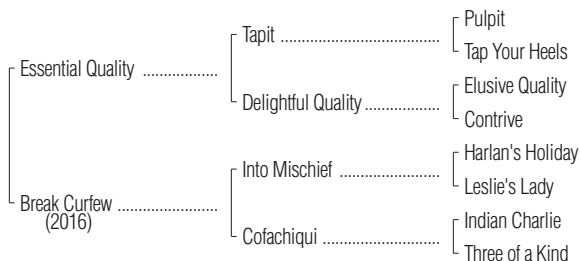 Pulpit
Tapit ........................................
Tap Your Heels
Essential Quality ...................
Elusive Quality
Delightful Quality ...................
Contrive
Harlan's Holiday
Into Mischief .........................
Leslie's Lady
Break Curfew .........................
(2016)
Indian Charlie
Cofachiqui .............................
Three of a Kind